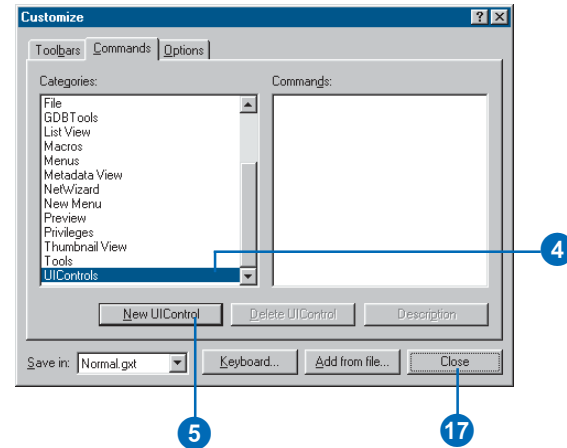 Customize
Toolbars Commands Options
Categories: Commands:
File
GDBTools
List View
Macros
Menus
Metadata View
NetWizard
New Menu
Preview
Privileges
Thumbnail View
Tools
UIControls
4
New UIControl Delete UIControl Description
Save in: Normal.gxt Keyboard... Add from file... Close
5 17